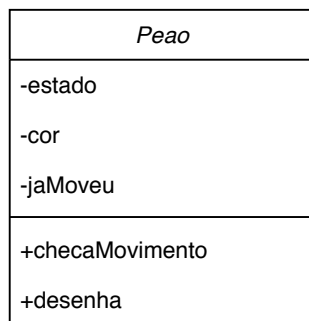 Peao
-estado
-cor
-jaMoveu
+checaMovimento
+desenha